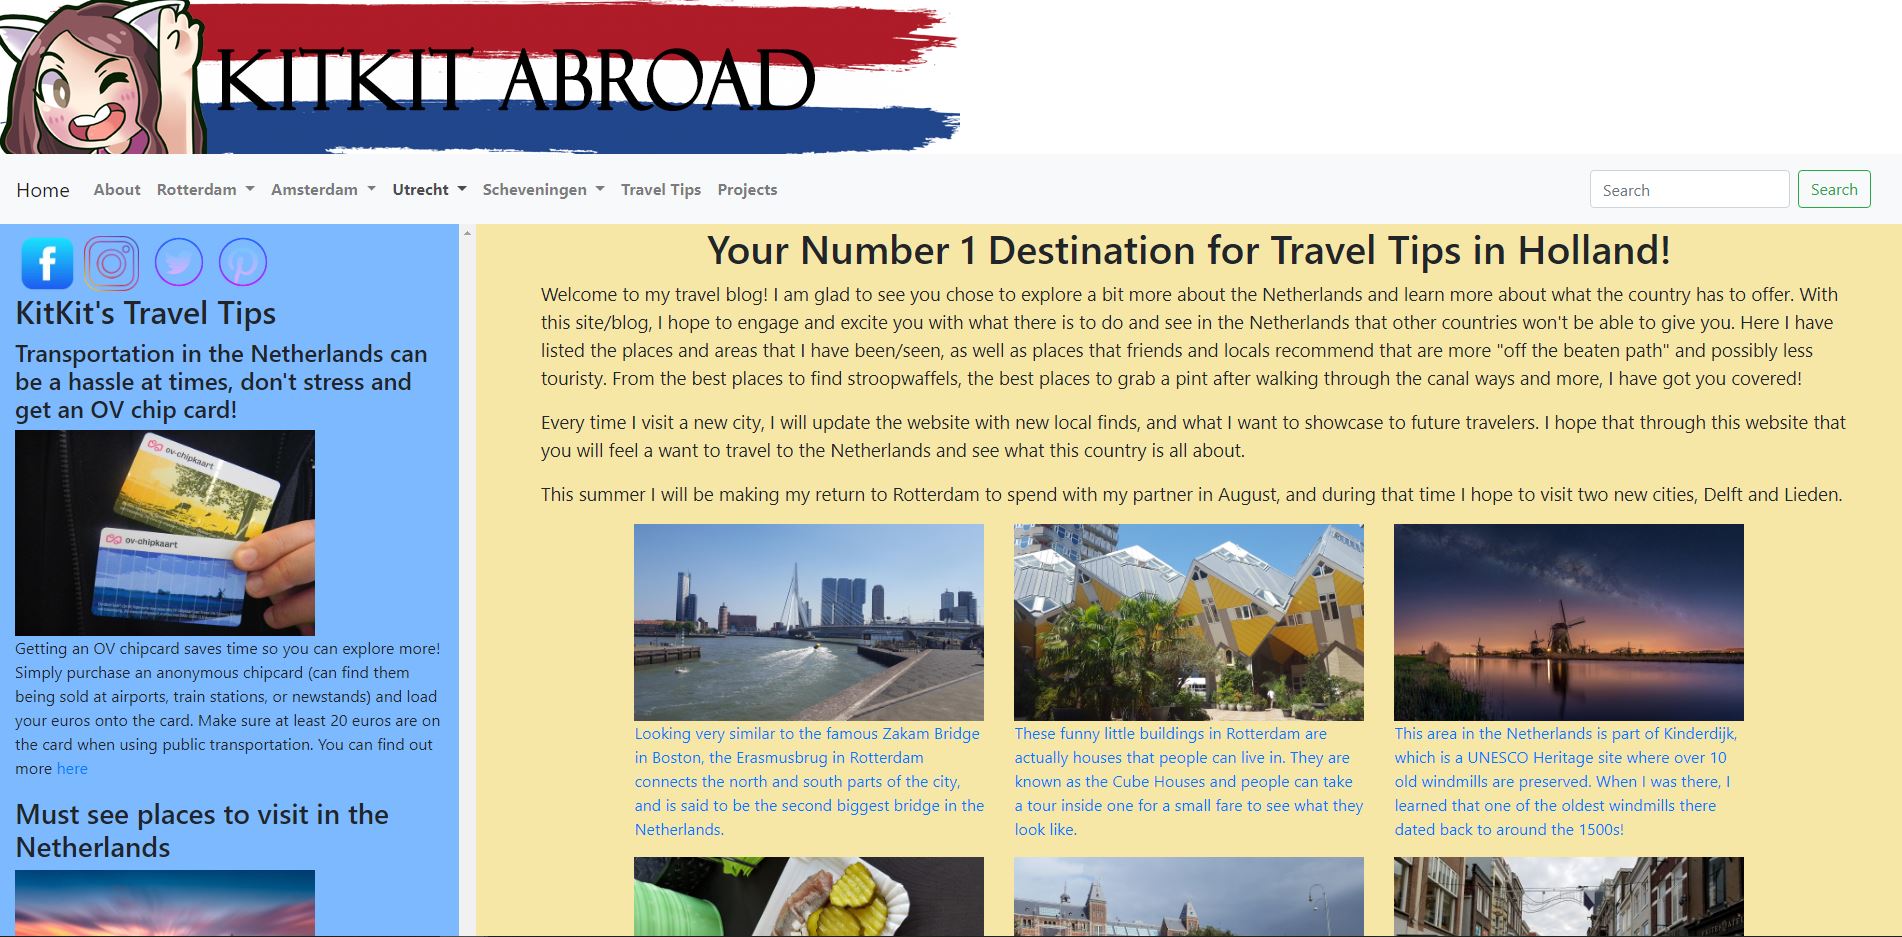 KITKIT ABROAD
Home About Rotterdam Amsterdam Utrecht Scheveningen Travel Tips Projects Search Search
KitKit's Travel Tips
Transportation in the Netherlands can
be a hassle at times, don't stress and
get an OV chip card!
ov-chipkaart
ov-chipkaart
Getting an OV chipcard saves time so you can explore more!
Simply purchase an anonymous chipcard (can find them
being sold at airports, train stations, or newstands) and load
your euros onto the card. Make sure at least 20 euros are on
the card when using public transportation. You can find out
more here
Must see places to visit in the
Netherlands
Your Number 1 Destination for Travel Tips in Holland!
Welcome to my travel blog! I am glad to see you chose to explore a bit more about the Netherlands and learn more about what the country has to offer. With
this site/blog, I hope to engage and excite you with what there is to do and see in the Netherlands that other countries won't be able to give you. Here I have
listed the places and areas that I have been/seen, as well as places that friends and locals recommend that are more "off the beaten path" and possibly less
touristy. From the best places to find stroopwaffels, the best places to grab a pint after walking through the canal ways and more, I have got you covered!
Every time I visit a new city, I will update the website with new local finds, and what I want to showcase to future travelers. I hope that through this website that
you will feel a want to travel to the Netherlands and see what this country is all about.
This summer I will be making my return to Rotterdam to spend with my partner in August, and during that time I hope to visit two new cities, Delft and Lieden.
Looking very similar to the famous Zakam Bridge
in Boston, the Erasmusbrug in Rotterdam
connects the north and south parts of the city,
and is said to be the second biggest bridge in the
Netherlands.
These funny little buildings in Rotterdam are
actually houses that people can live in. They are
known as the Cube Houses and people can take
a tour inside one for a small fare to see what they
look like.
This area in the Netherlands is part of Kinderdijk,
which is a UNESCO Heritage site where over 10
old windmills are preserved. When I was there, I
learned that one of the oldest windmills there
dated back to around the 1500s!